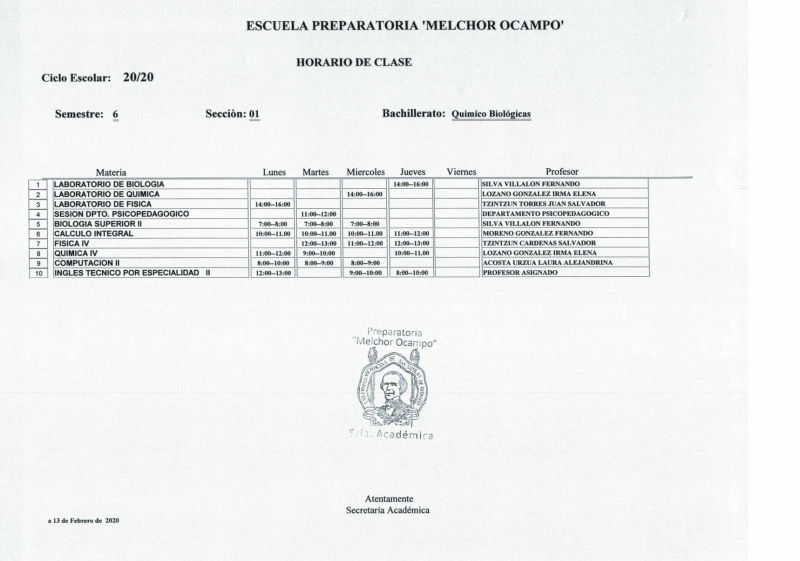 ESCUELA PREPARATORIA 'MELCHOR OCAMPO'
HORARIO DE CLASE
Ciclo Escolar: 20/20
Semestre: 6 Secciòn: 01 Bachillerato: Quimíco Biológicas
Materia Lunes Martes Miercoles Jueves Viernes Profesor
1 LABORATORIO DE BIOLOGIA 14:00--16:00 SILVA VILLALON FERNANDO
2 LABORATORIO DE QUIMICA 14:00--16:00 LOZANO GONZALEZ IRMA ELENA
3 LABORATORIO DE FISICA 14:00--16:00 TZINTZUN TORRES JUAN SALVADOR
4 SESION DPTO. PSICOPEDAGOGICO 11:00--12:00 DEPARTAMENTO PSICOPEDAGOGICO
5 BIOLOGIA SUPERIOR II 7:00--8:00 7:00--8:00 7:00--8:00 SILVA VILLALON FERNANDO
6 CALCULO INTEGRAL 10:00--11.00 10:00--11.00 10:00--11.00 11:00--12:00 MORENO GONZALEZ FERNANDO
7 FISICA IV 12:00--13:00 11:00--12:00 12:00--13:00 TZINTZUN CARDENAS SALVADOR
8 QUIMICA IV 11:00--12:00 9:00--10:00 10:00--11.00 LOZANO GONZALEZ IRMA ELENA
9 COMPUTACION II 8:00--10:00 8:00--9:00 8:00--9:00 ACOSTA URZUA LAURA ALEJANDRINA
10 INGLES TECNICO POR ESPECIALIDAD II 12:00--13:00 9:00--10:00 8:00--10:00 PROFESOR ASIGNADO
Preparatoria
"Melchor Ocampo"
Académica
Atentamente
Secretaría Académica
a 13 de Febrero de 2020